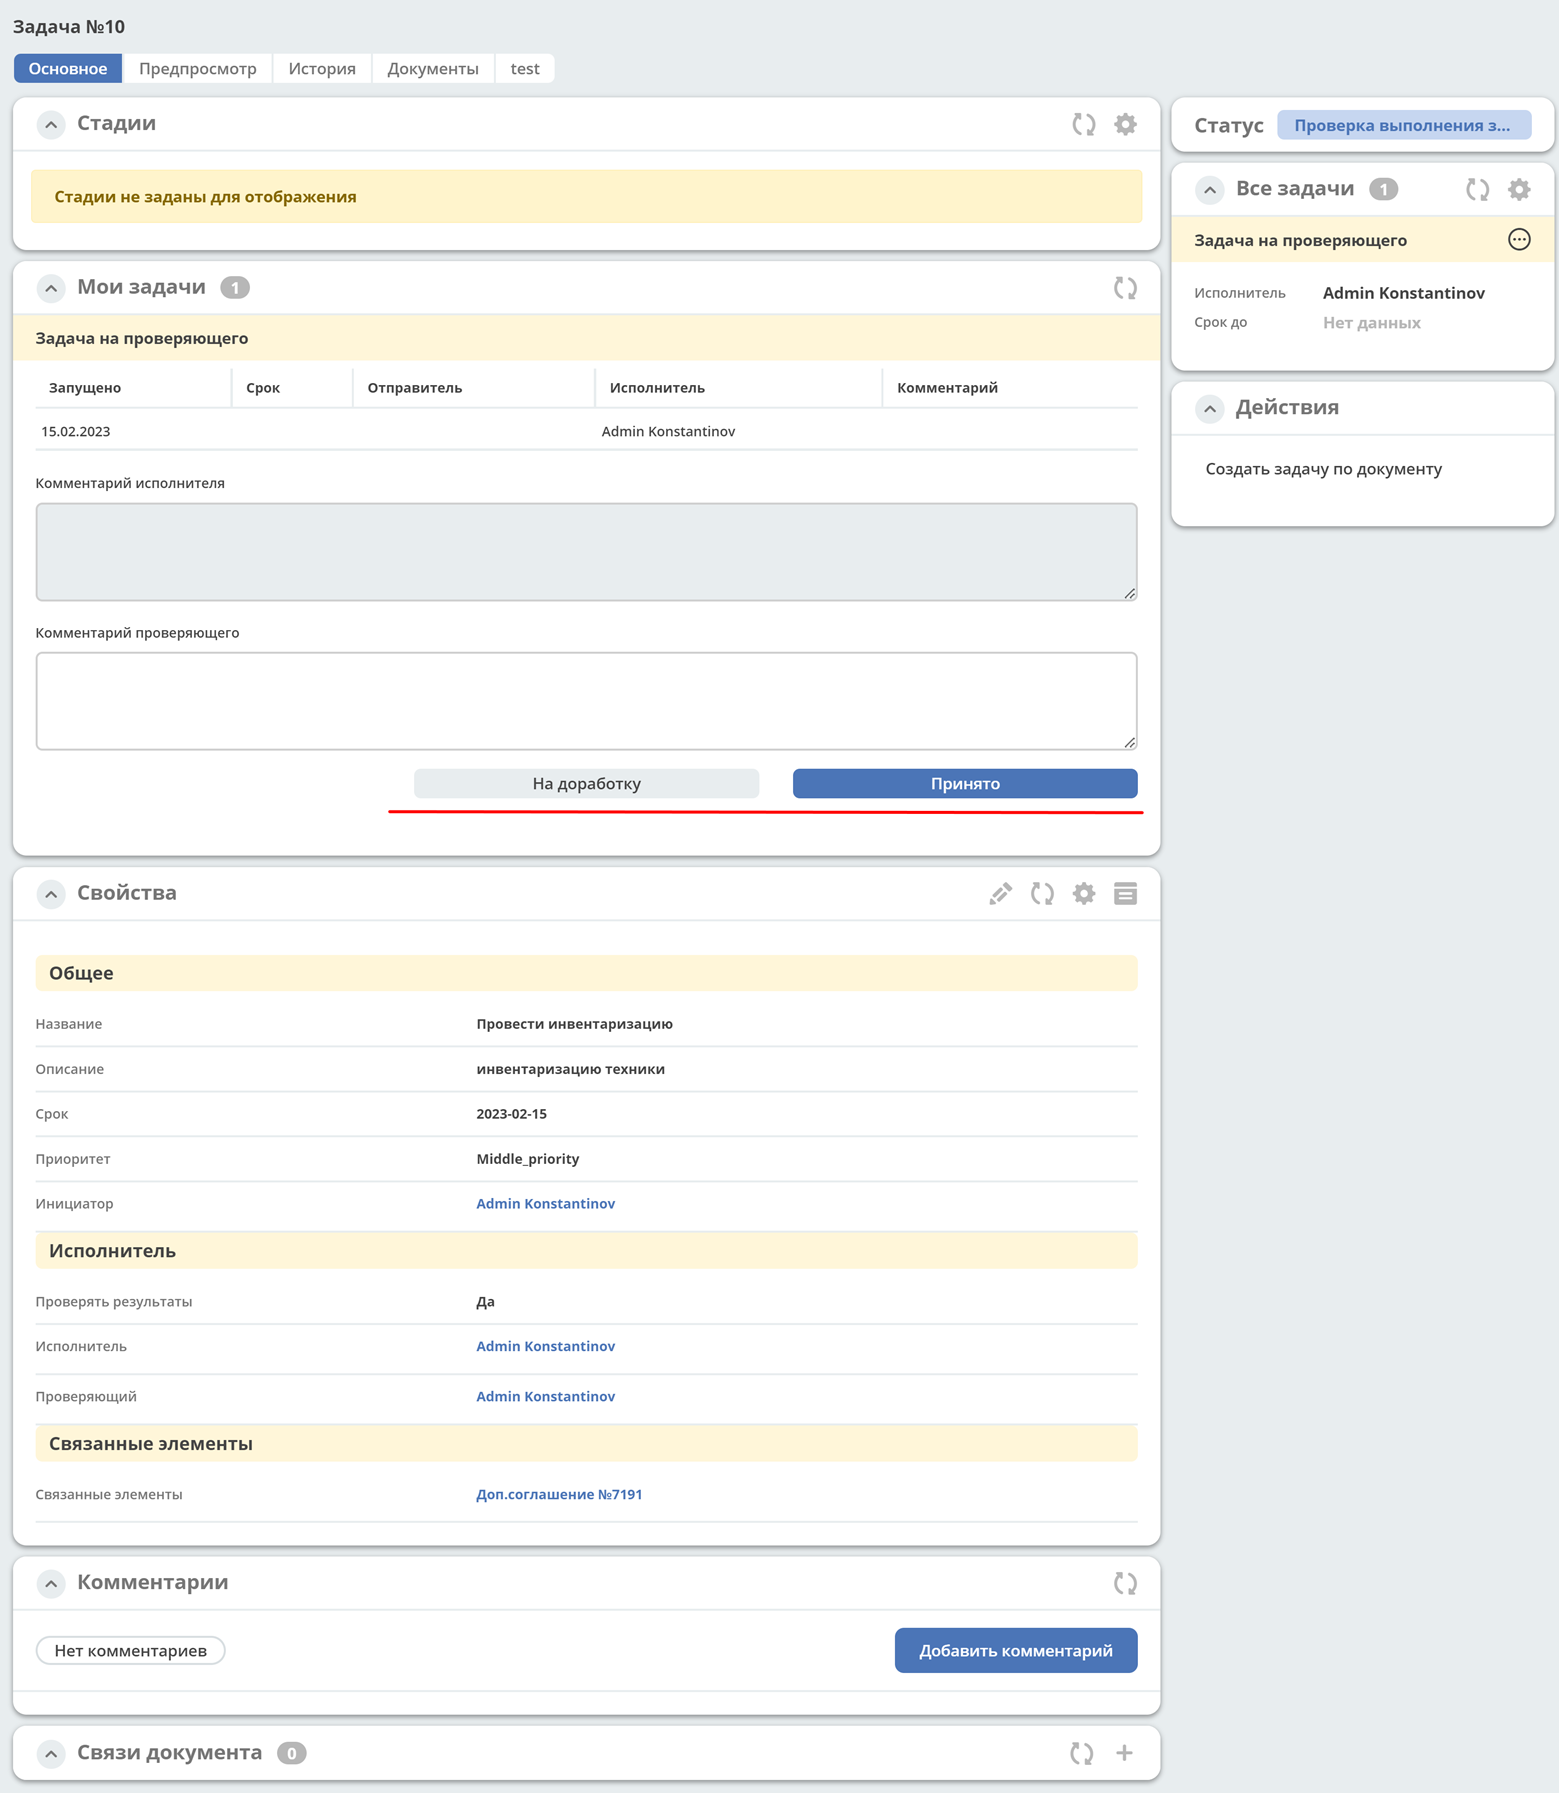 Задача №10
Основное Предпросмотр История Документы test
Стадии
Стадии не заданы для отображения
Мои задачи 1
Задача на проверяющего
Запущено Срок Отправитель Исполнитель Комментарий
15.02.2023 Admin Konstantinov
Комментарий исполнителя
Комментарий проверяющего
На доработку Принято
Свойства
Общее
Название Провести инвентаризацию
Описание инвентаризацию техники
Срок 2023-02-15
Приоритет Middle_priority
Инициатор Admin Konstantinov
Исполнитель
Проверять результаты Да
Исполнитель Admin Konstantinov
Проверяющий Admin Konstantinov
Связанные элементы
Связанные элементы Доп.соглашение №7191
Комментарии
Нет комментариев Добавить комментарий
Связи документа 0
Статус Проверка выполнения з...
Все задачи 1
Задача на проверяющего
Исполнитель Admin Konstantinov
Срок до Нет данных
Действия
Создать задачу по документу